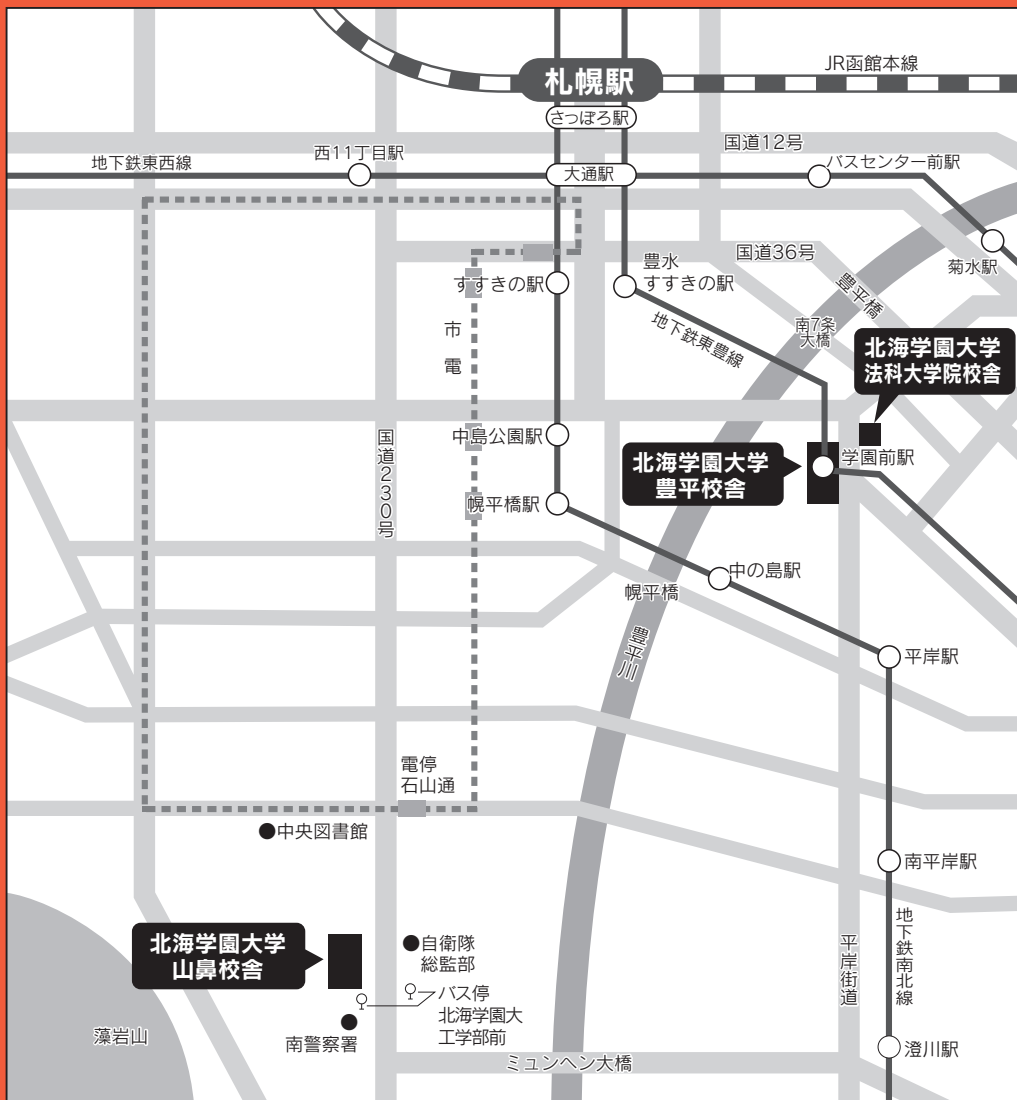 JR函館本線
札幌駅
さっぽろ駅
国道12号
地下鉄東西線
西11丁目駅
大通駅
バスセンター前駅
国道36号
菊水駅
豊水
すすきの駅
すすきの駅
豊平橋
南7条
大橋
地下鉄東豊線
市電
北海学園大学
法科大学院校舎
中島公園駅
国道230号
北海学園大学
豊平校舎
学園前駅
幌平橋駅
中の島駅
幌平橋
豊平川
平岸駅
電停
石山通
中央図書館
南平岸駅
北海学園大学
山鼻校舎
自衛隊
総監部
バス停
北海学園大
工学部前
南警察署
藻岩山
平岸街道
地下鉄南北線
澄川駅
ミュンヘン大橋